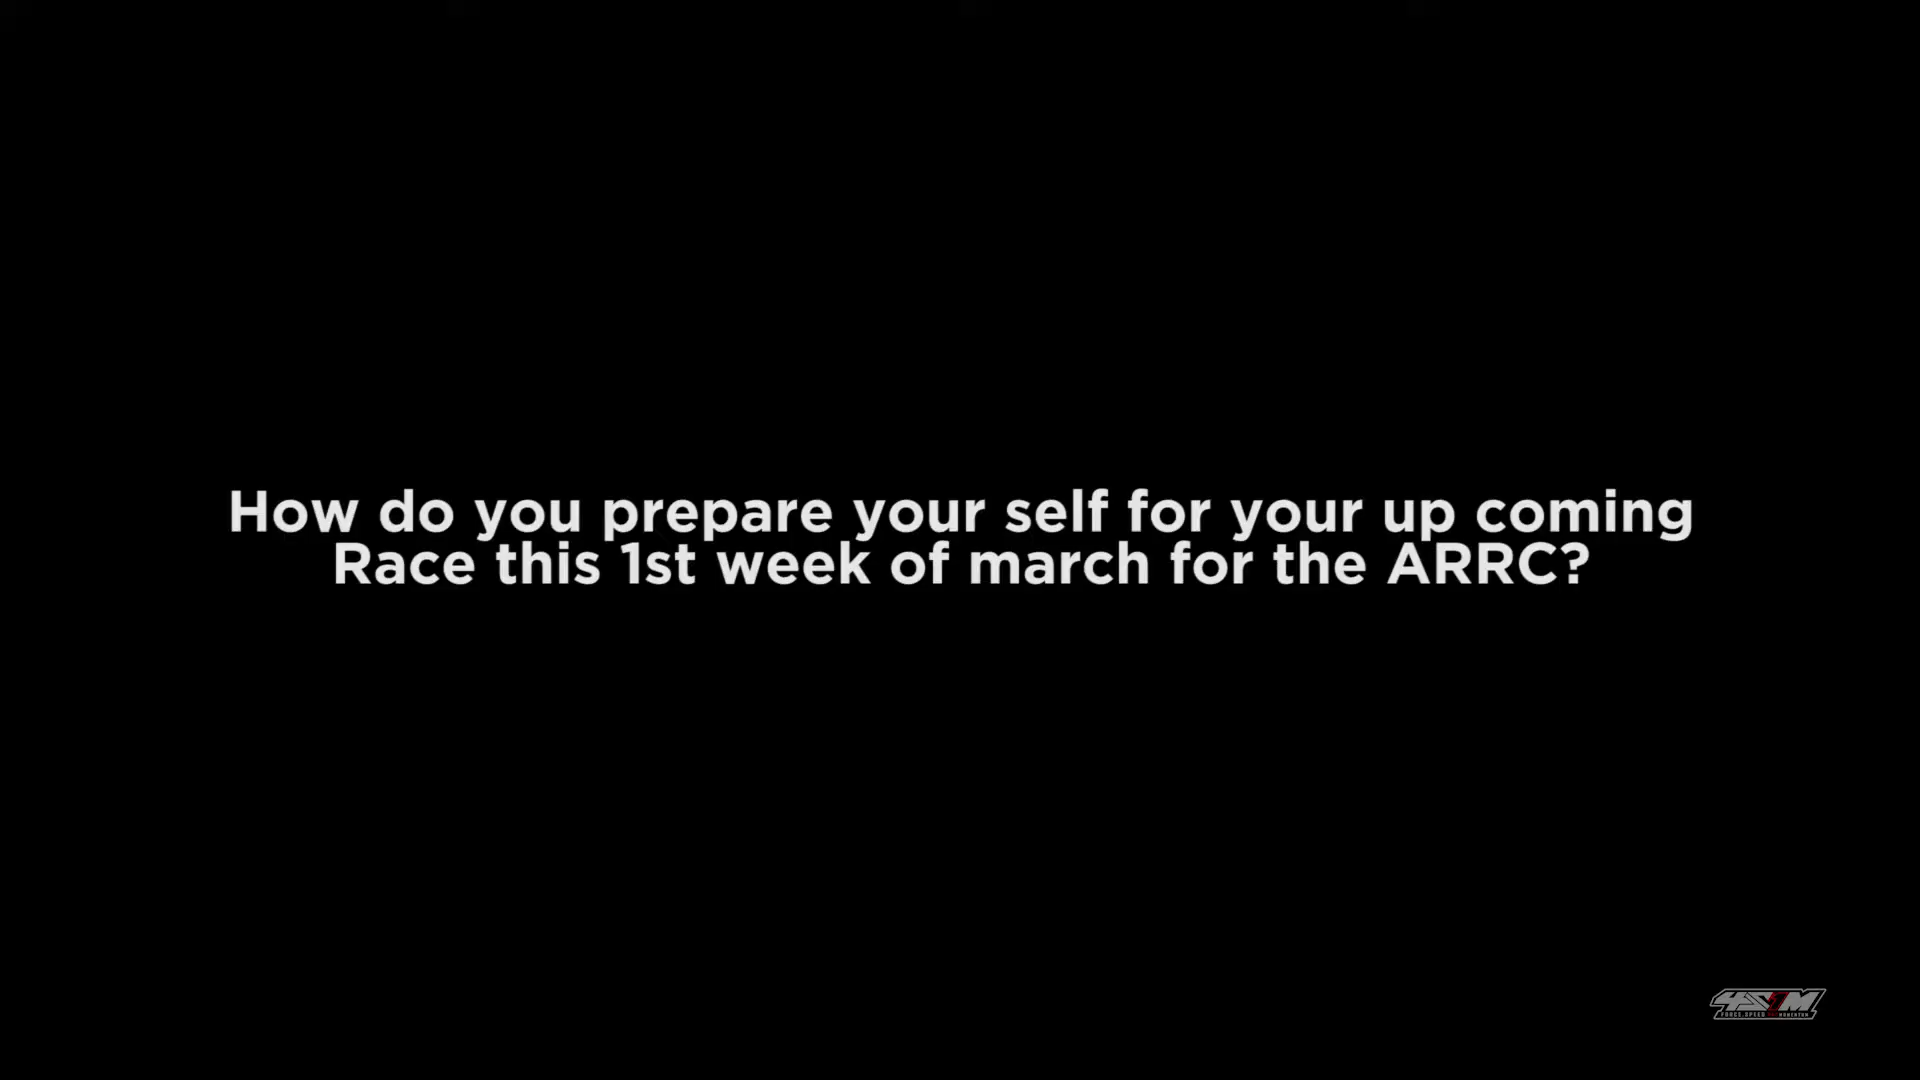 How do you prepare your self for your up coming
Race this 1st week of march for the ARRC?
4S1M